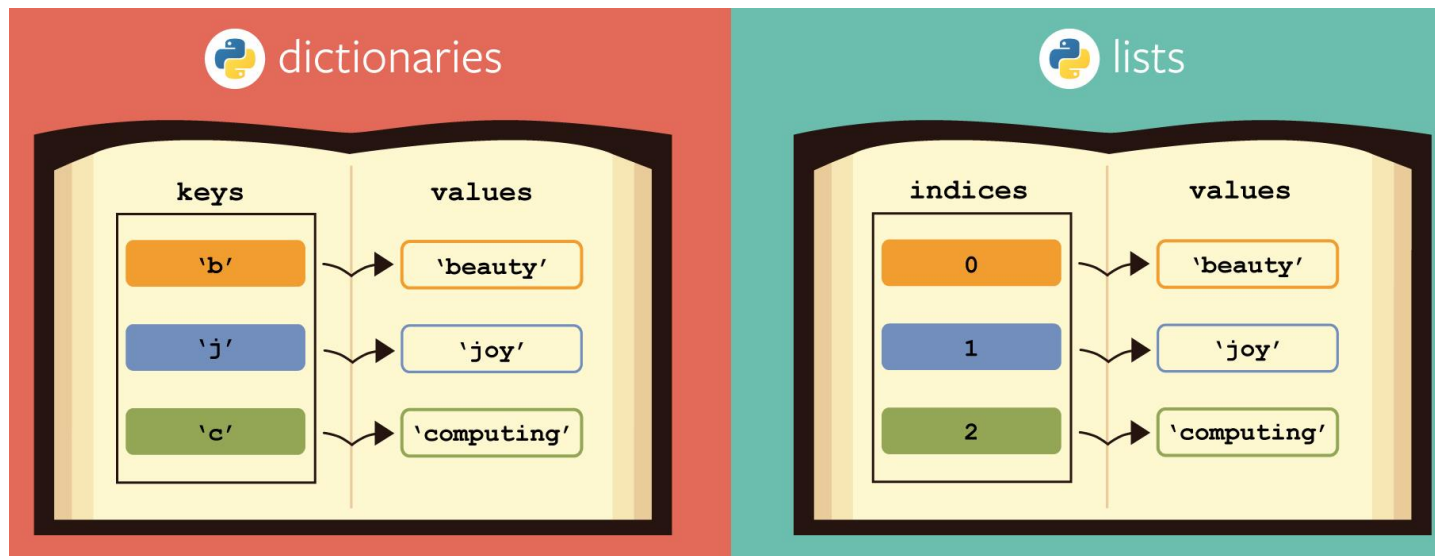 dictionaries
keys values
‘b’ ‘beauty’
‘j’ ‘joy’
‘c’ ‘computing’
lists
indices values
0 ‘beauty’
1 ‘joy’
2 ‘computing’